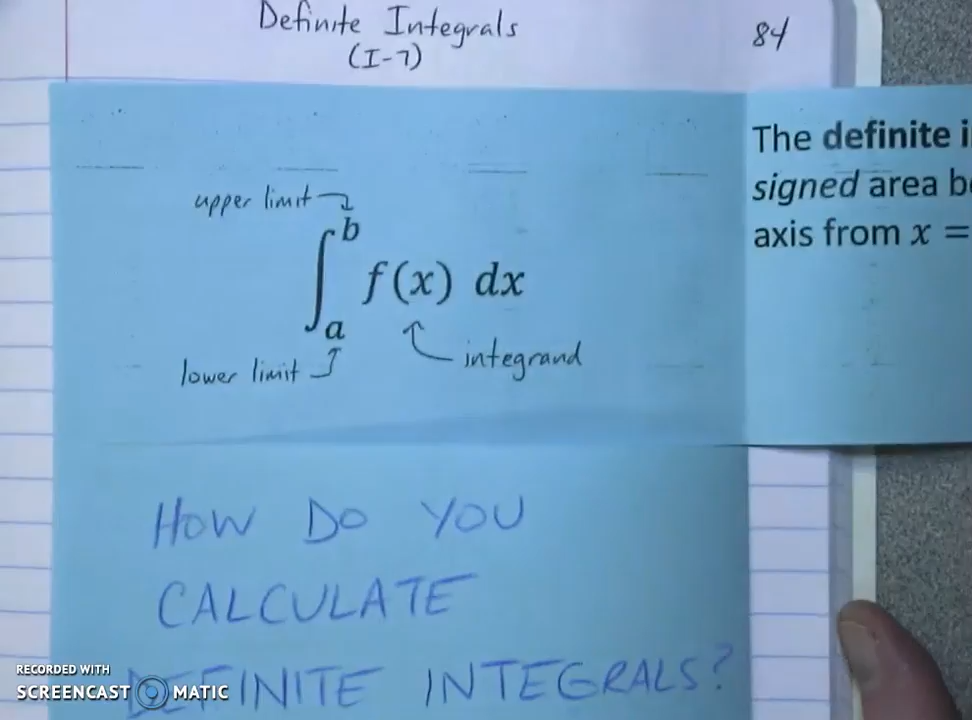 Definite Integrals
(I-7)
84
The definite
signed area
axis from x =
upper limit
b
∫ f(x) dx
a
integrand
lower limit
HOW DO YOU
CALCULATE
DEFINITE INTEGRALS?
RECORDED WITH
SCREENCAST MATIC